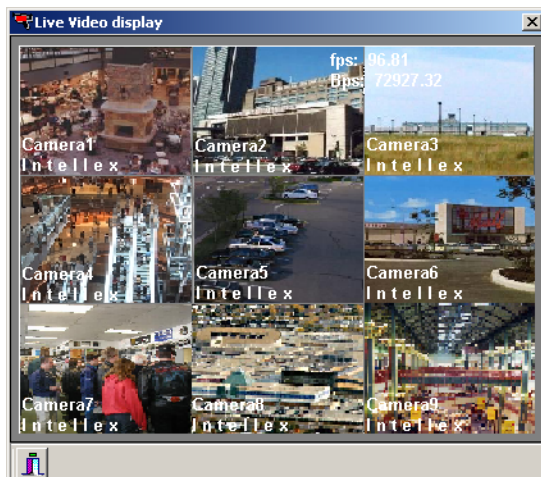 Live Video display
fps: 96.81
Bps: 72927.32
Camera1
Intellex
Camera2
Intellex
Camera3
Intellex
Camera4
Intellex
Camera5
Intellex
Camera6
Intellex
Camera7
Intellex
Camera8
Intellex
Camera9
Intellex